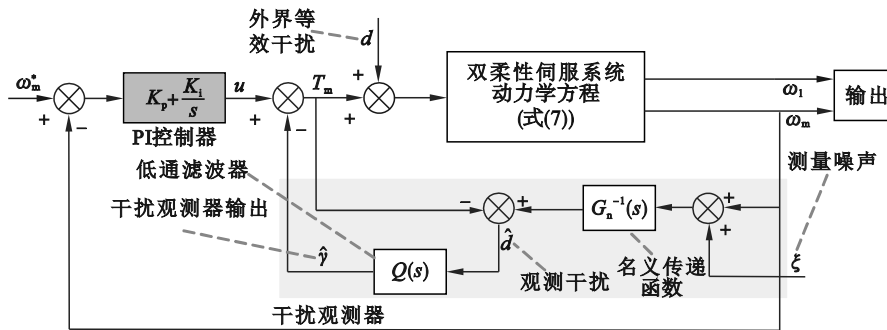 外界等
效干扰
d
ω*m
+
−
Kp+Ki/s
PI控制器
u
+
−
Tm
+
+
双柔性伺服系统
动力学方程
(式(7))
ω1
ωm
输出
低通滤波器
干扰观测器输出
γ̂
Q(s)
−
+
d̂
观测干扰
Gn⁻¹(s)
名义传递
函数
+
+
测量噪声
ξ
干扰观测器